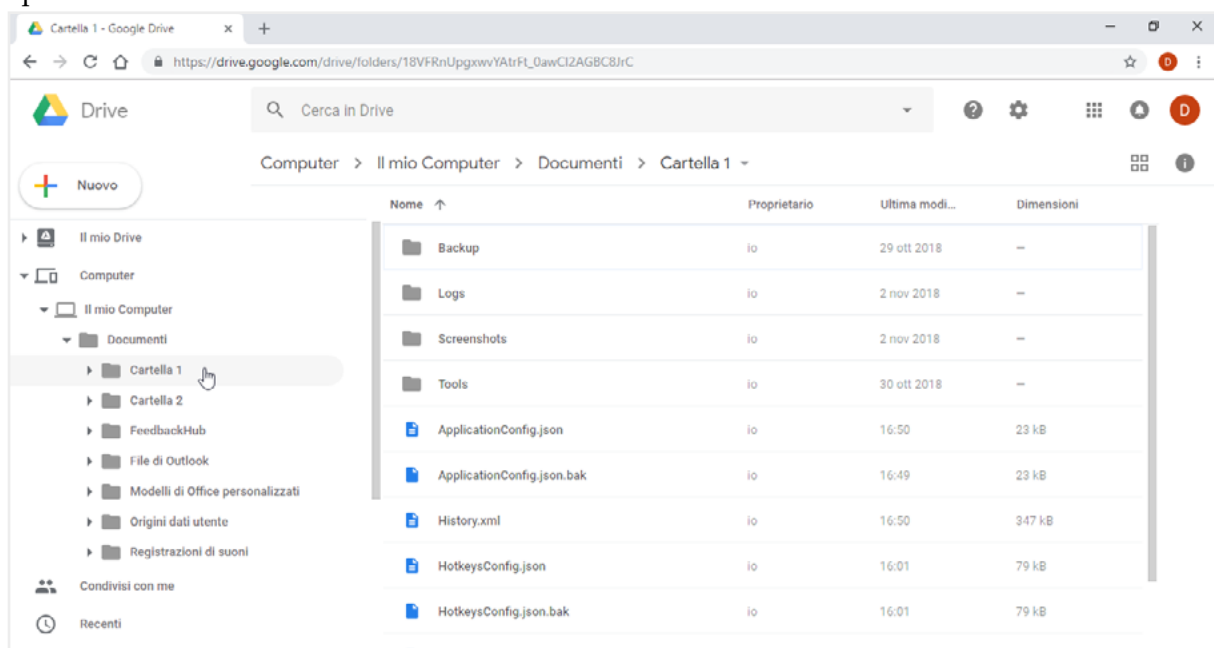 Cartella 1 - Google Drive
https://drive.google.com/drive/folders/18VFRnUpgxwvYAtrFt_0awCI2AGBC8JrC
D
Drive
Cerca in Drive
D
Nuovo
Computer > Il mio Computer > Documenti > Cartella 1
Nome Proprietario Ultima modi... Dimensioni
Il mio Drive
Computer
Il mio Computer
Documenti
Cartella 1
Cartella 2
FeedbackHub
File di Outlook
Modelli di Office personalizzati
Origini dati utente
Registrazioni di suoni
Condivisi con me
Recenti
Backup io 29 ott 2018 –
Logs io 2 nov 2018 –
Screenshots io 2 nov 2018 –
Tools io 30 ott 2018 –
ApplicationConfig.json io 16:50 23 kB
ApplicationConfig.json.bak io 16:49 23 kB
History.xml io 16:50 347 kB
HotkeysConfig.json io 16:01 79 kB
HotkeysConfig.json.bak io 16:01 79 kB